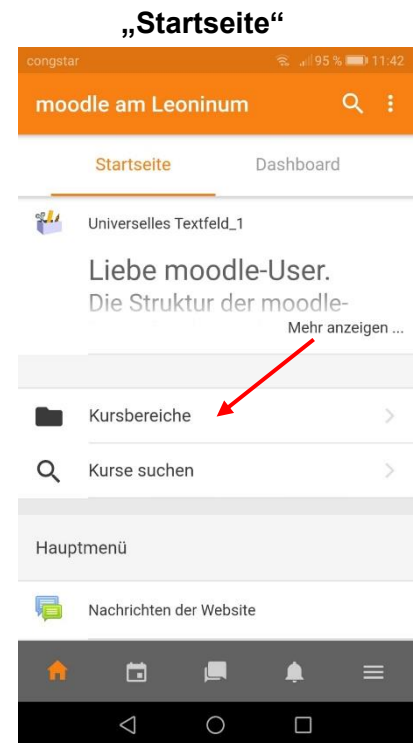 „Startseite“
congstar 95 % 11:42
moodle am Leoninum
Startseite Dashboard
Universelles Textfeld_1
Liebe moodle-User.
Die Struktur der moodle-
Mehr anzeigen ...
Kursbereiche
Kurse suchen
Hauptmenü
Nachrichten der Website